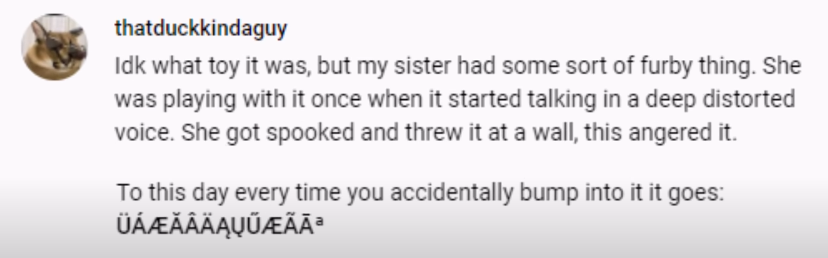 thatduckkindaguy
Idk what toy it was, but my sister had some sort of furby thing. She
was playing with it once when it started talking in a deep distorted
voice. She got spooked and threw it at a wall, this angered it.
To this day every time you accidentally bump into it it goes:
ÜÁÆǍÂÄĄŲŰÆÃĀª